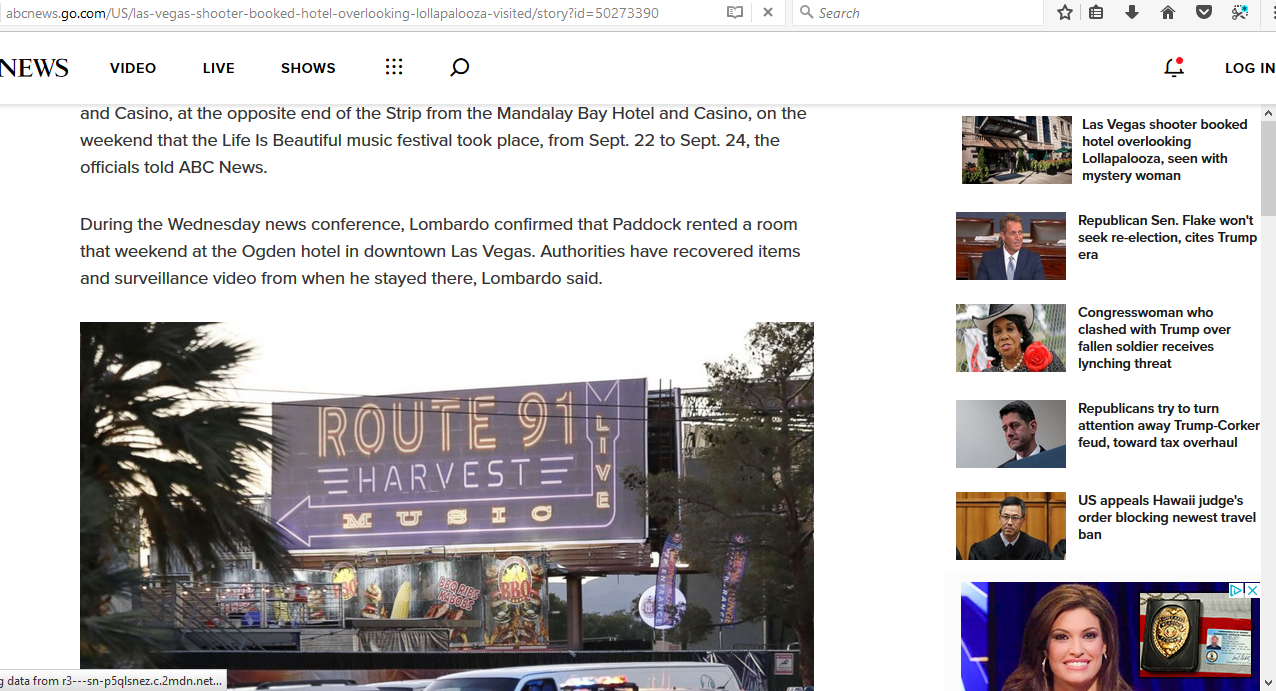 abcnews.go.com/US/las-vegas-shooter-booked-hotel-overlooking-lollapalooza-visited/story?id=50273390
Search
NEWS
VIDEO
LIVE
SHOWS
LOG IN
and Casino, at the opposite end of the Strip from the Mandalay Bay Hotel and Casino, on the
weekend that the Life Is Beautiful music festival took place, from Sept. 22 to Sept. 24, the
officials told ABC News.
During the Wednesday news conference, Lombardo confirmed that Paddock rented a room
that weekend at the Ogden hotel in downtown Las Vegas. Authorities have recovered items
and surveillance video from when he stayed there, Lombardo said.
ROUTE 91
HARVEST
MUSIC
LIVE
BBQ RIBS
KABOBS
BBQ
ENTRANCE
Las Vegas shooter booked
hotel overlooking
Lollapalooza, seen with
mystery woman
Republican Sen. Flake won't
seek re-election, cites Trump
era
Congresswoman who
clashed with Trump over
fallen soldier receives
lynching threat
Republicans try to turn
attention away Trump-Corker
feud, toward tax overhaul
US appeals Hawaii judge's
order blocking newest travel
ban
g data from r3---sn-p5qlsnez.c.2mdn.net...